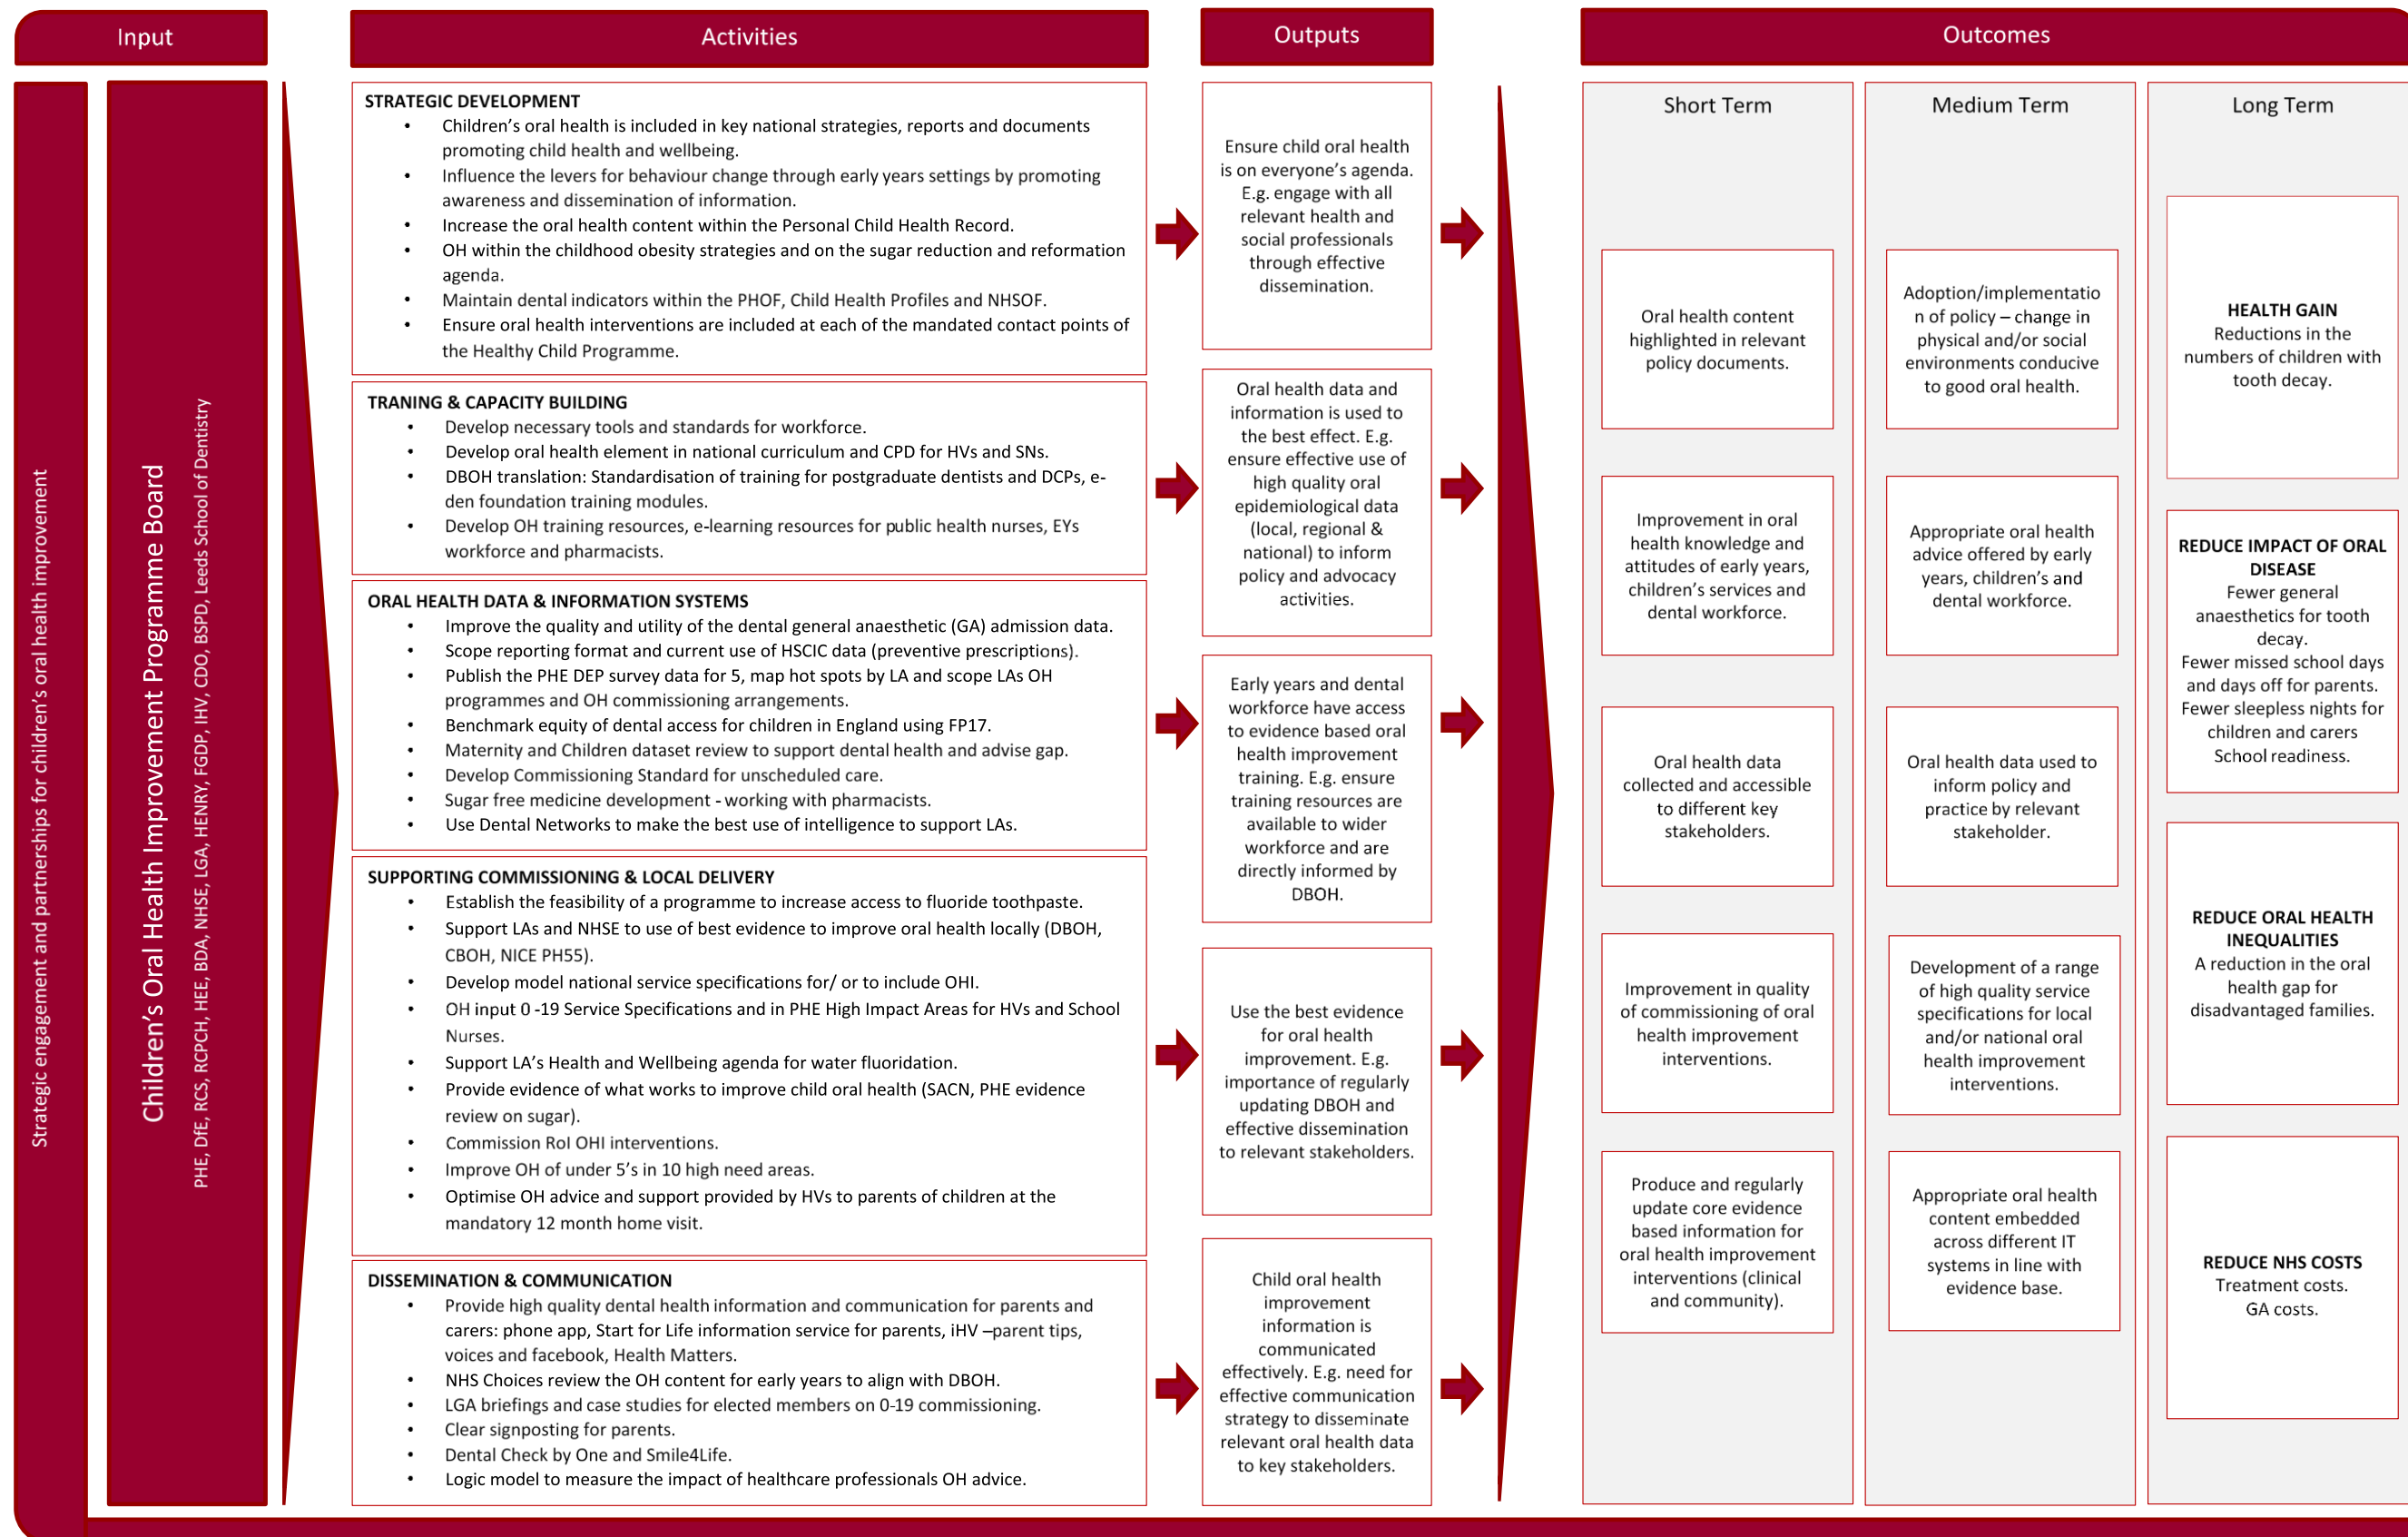 Input
Activities
Outputs
Outcomes
Strategic engagement and partnerships for children's oral health improvement
Children's Oral Health Improvement Programme Board
PHE, DfE, RCS, RCPCH, HEE, BDA, NHSE, LGA, HENRY, FGDP, IHV, CDO, BSPD, Leeds School of Dentistry
STRATEGIC DEVELOPMENT
• Children's oral health is included in key national strategies, reports and documents
promoting child health and wellbeing.
• Influence the levers for behaviour change through early years settings by promoting
awareness and dissemination of information.
• Increase the oral health content within the Personal Child Health Record.
• OH within the childhood obesity strategies and on the sugar reduction and reformation
agenda.
• Maintain dental indicators within the PHOF, Child Health Profiles and NHSOF.
• Ensure oral health interventions are included at each of the mandated contact points of
the Healthy Child Programme.
TRANING & CAPACITY BUILDING
• Develop necessary tools and standards for workforce.
• Develop oral health element in national curriculum and CPD for HVs and SNs.
• DBOH translation: Standardisation of training for postgraduate dentists and DCPs, e-
den foundation training modules.
• Develop OH training resources, e-learning resources for public health nurses, EYs
workforce and pharmacists.
ORAL HEALTH DATA & INFORMATION SYSTEMS
• Improve the quality and utility of the dental general anaesthetic (GA) admission data.
• Scope reporting format and current use of HSCIC data (preventive prescriptions).
• Publish the PHE DEP survey data for 5, map hot spots by LA and scope LAs OH
programmes and OH commissioning arrangements.
• Benchmark equity of dental access for children in England using FP17.
• Maternity and Children dataset review to support dental health and advise gap.
• Develop Commissioning Standard for unscheduled care.
• Sugar free medicine development - working with pharmacists.
• Use Dental Networks to make the best use of intelligence to support LAs.
SUPPORTING COMMISSIONING & LOCAL DELIVERY
• Establish the feasibility of a programme to increase access to fluoride toothpaste.
• Support LAs and NHSE to use of best evidence to improve oral health locally (DBOH,
CBOH, NICE PH55).
• Develop model national service specifications for/ or to include OHI.
• OH input 0 -19 Service Specifications and in PHE High Impact Areas for HVs and School
Nurses.
• Support LA's Health and Wellbeing agenda for water fluoridation.
• Provide evidence of what works to improve child oral health (SACN, PHE evidence
review on sugar).
• Commission RoI OHI interventions.
• Improve OH of under 5's in 10 high need areas.
• Optimise OH advice and support provided by HVs to parents of children at the
mandatory 12 month home visit.
DISSEMINATION & COMMUNICATION
• Provide high quality dental health information and communication for parents and
carers: phone app, Start for Life information service for parents, iHV –parent tips,
voices and facebook, Health Matters.
• NHS Choices review the OH content for early years to align with DBOH.
• LGA briefings and case studies for elected members on 0-19 commissioning.
• Clear signposting for parents.
• Dental Check by One and Smile4Life.
• Logic model to measure the impact of healthcare professionals OH advice.
Ensure child oral health
is on everyone's agenda.
E.g. engage with all
relevant health and
social professionals
through effective
dissemination.
Oral health data and
information is used to
the best effect. E.g.
ensure effective use of
high quality oral
epidemiological data
(local, regional &
national) to inform
policy and advocacy
activities.
Early years and dental
workforce have access
to evidence based oral
health improvement
training. E.g. ensure
training resources are
available to wider
workforce and are
directly informed by
DBOH.
Use the best evidence
for oral health
improvement. E.g.
importance of regularly
updating DBOH and
effective dissemination
to relevant stakeholders.
Child oral health
improvement
information is
communicated
effectively. E.g. need for
effective communication
strategy to disseminate
relevant oral health data
to key stakeholders.
Short Term
Oral health content
highlighted in relevant
policy documents.
Improvement in oral
health knowledge and
attitudes of early years,
children's services and
dental workforce.
Oral health data
collected and accessible
to different key
stakeholders.
Improvement in quality
of commissioning of oral
health improvement
interventions.
Produce and regularly
update core evidence
based information for
oral health improvement
interventions (clinical
and community).
Medium Term
Adoption/implementatio
n of policy – change in
physical and/or social
environments conducive
to good oral health.
Appropriate oral health
advice offered by early
years, children's and
dental workforce.
Oral health data used to
inform policy and
practice by relevant
stakeholder.
Development of a range
of high quality service
specifications for local
and/or national oral
health improvement
interventions.
Appropriate oral health
content embedded
across different IT
systems in line with
evidence base.
Long Term
HEALTH GAIN
Reductions in the
numbers of children with
tooth decay.
REDUCE IMPACT OF ORAL
DISEASE
Fewer general
anaesthetics for tooth
decay.
Fewer missed school days
and days off for parents.
Fewer sleepless nights for
children and carers
School readiness.
REDUCE ORAL HEALTH
INEQUALITIES
A reduction in the oral
health gap for
disadvantaged families.
REDUCE NHS COSTS
Treatment costs.
GA costs.